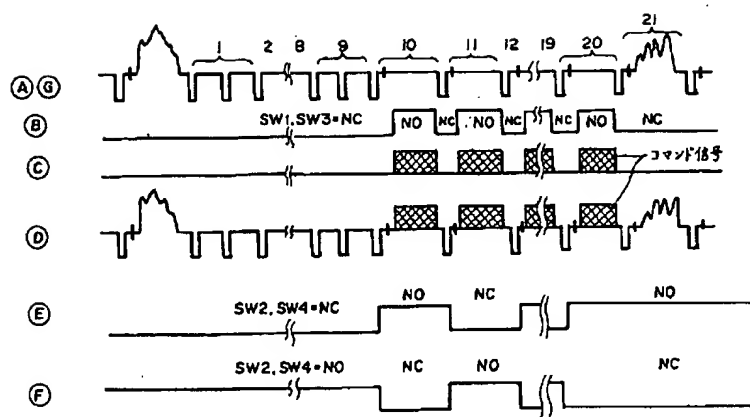 1 2 8 9 10 11 12 19 20 21
A G
B SW1, SW3=NC NO NC NO NC NC NO NC
C コマンド信号
D
E SW2, SW4=NC NO NC NO
F SW2, SW4=NO NC NO NC